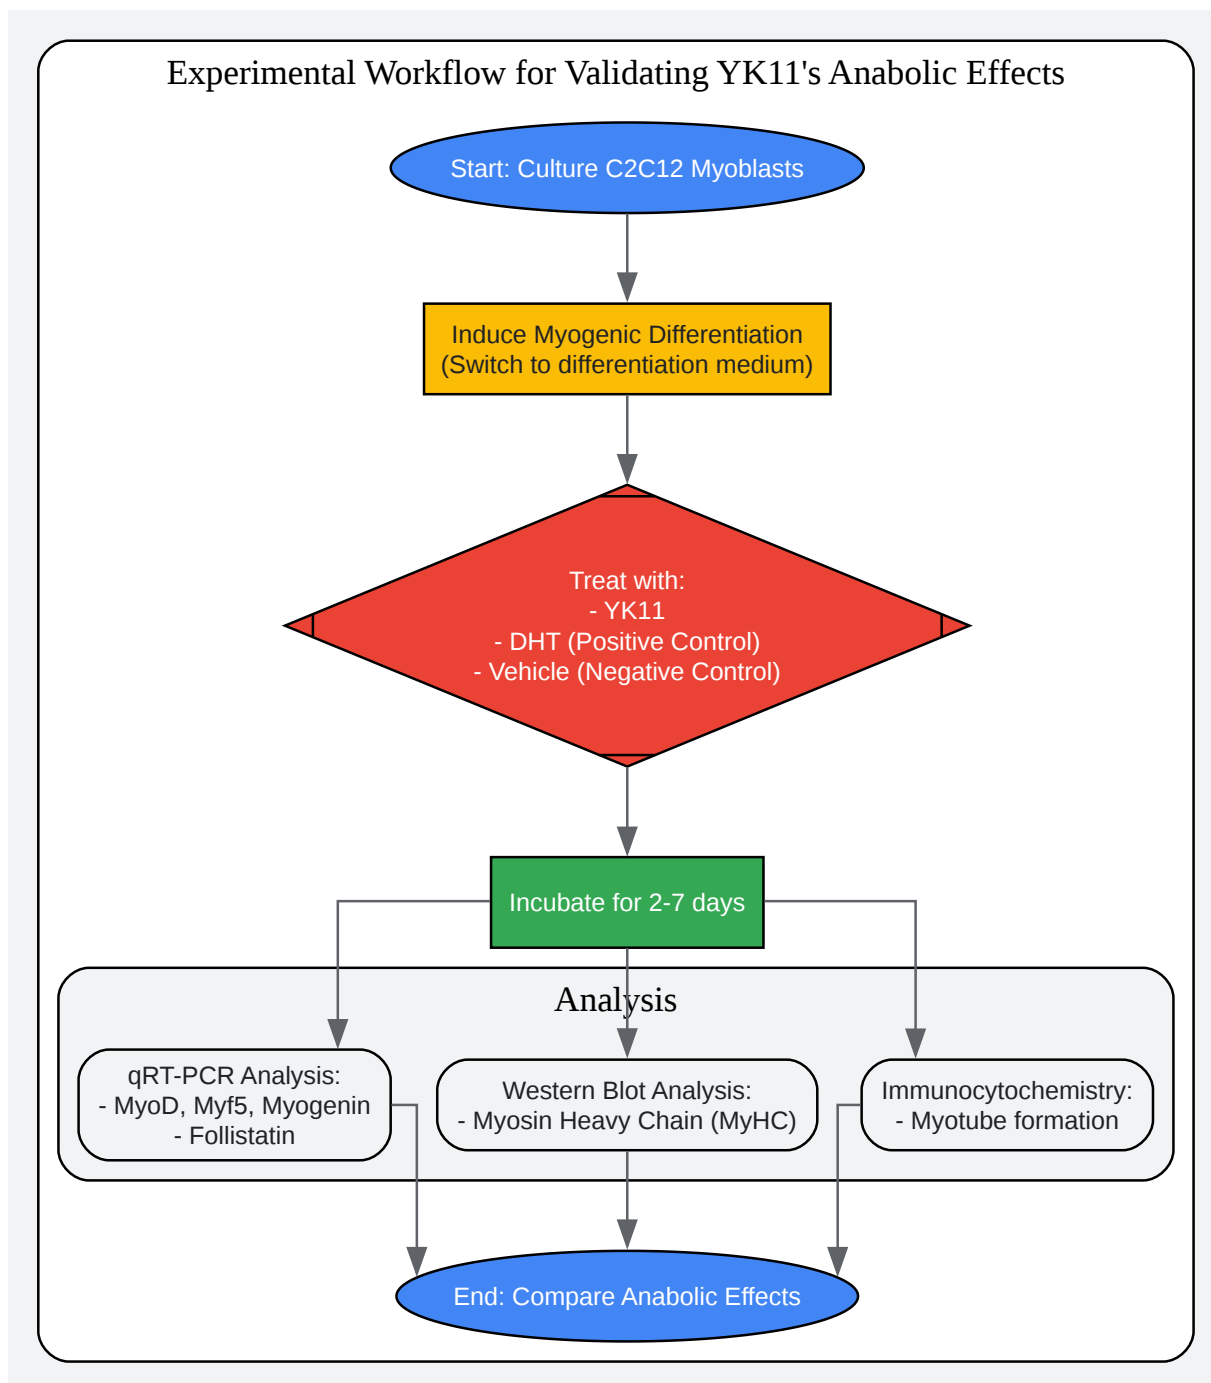 Experimental Workflow for Validating YK11's Anabolic Effects
Start: Culture C2C12 Myoblasts
Induce Myogenic Differentiation
(Switch to differentiation medium)
Treat with:
- YK11
- DHT (Positive Control)
- Vehicle (Negative Control)
Incubate for 2-7 days
Analysis
qRT-PCR Analysis:
- MyoD, Myf5, Myogenin
- Follistatin
Western Blot Analysis:
- Myosin Heavy Chain (MyHC)
Immunocytochemistry:
- Myotube formation
End: Compare Anabolic Effects